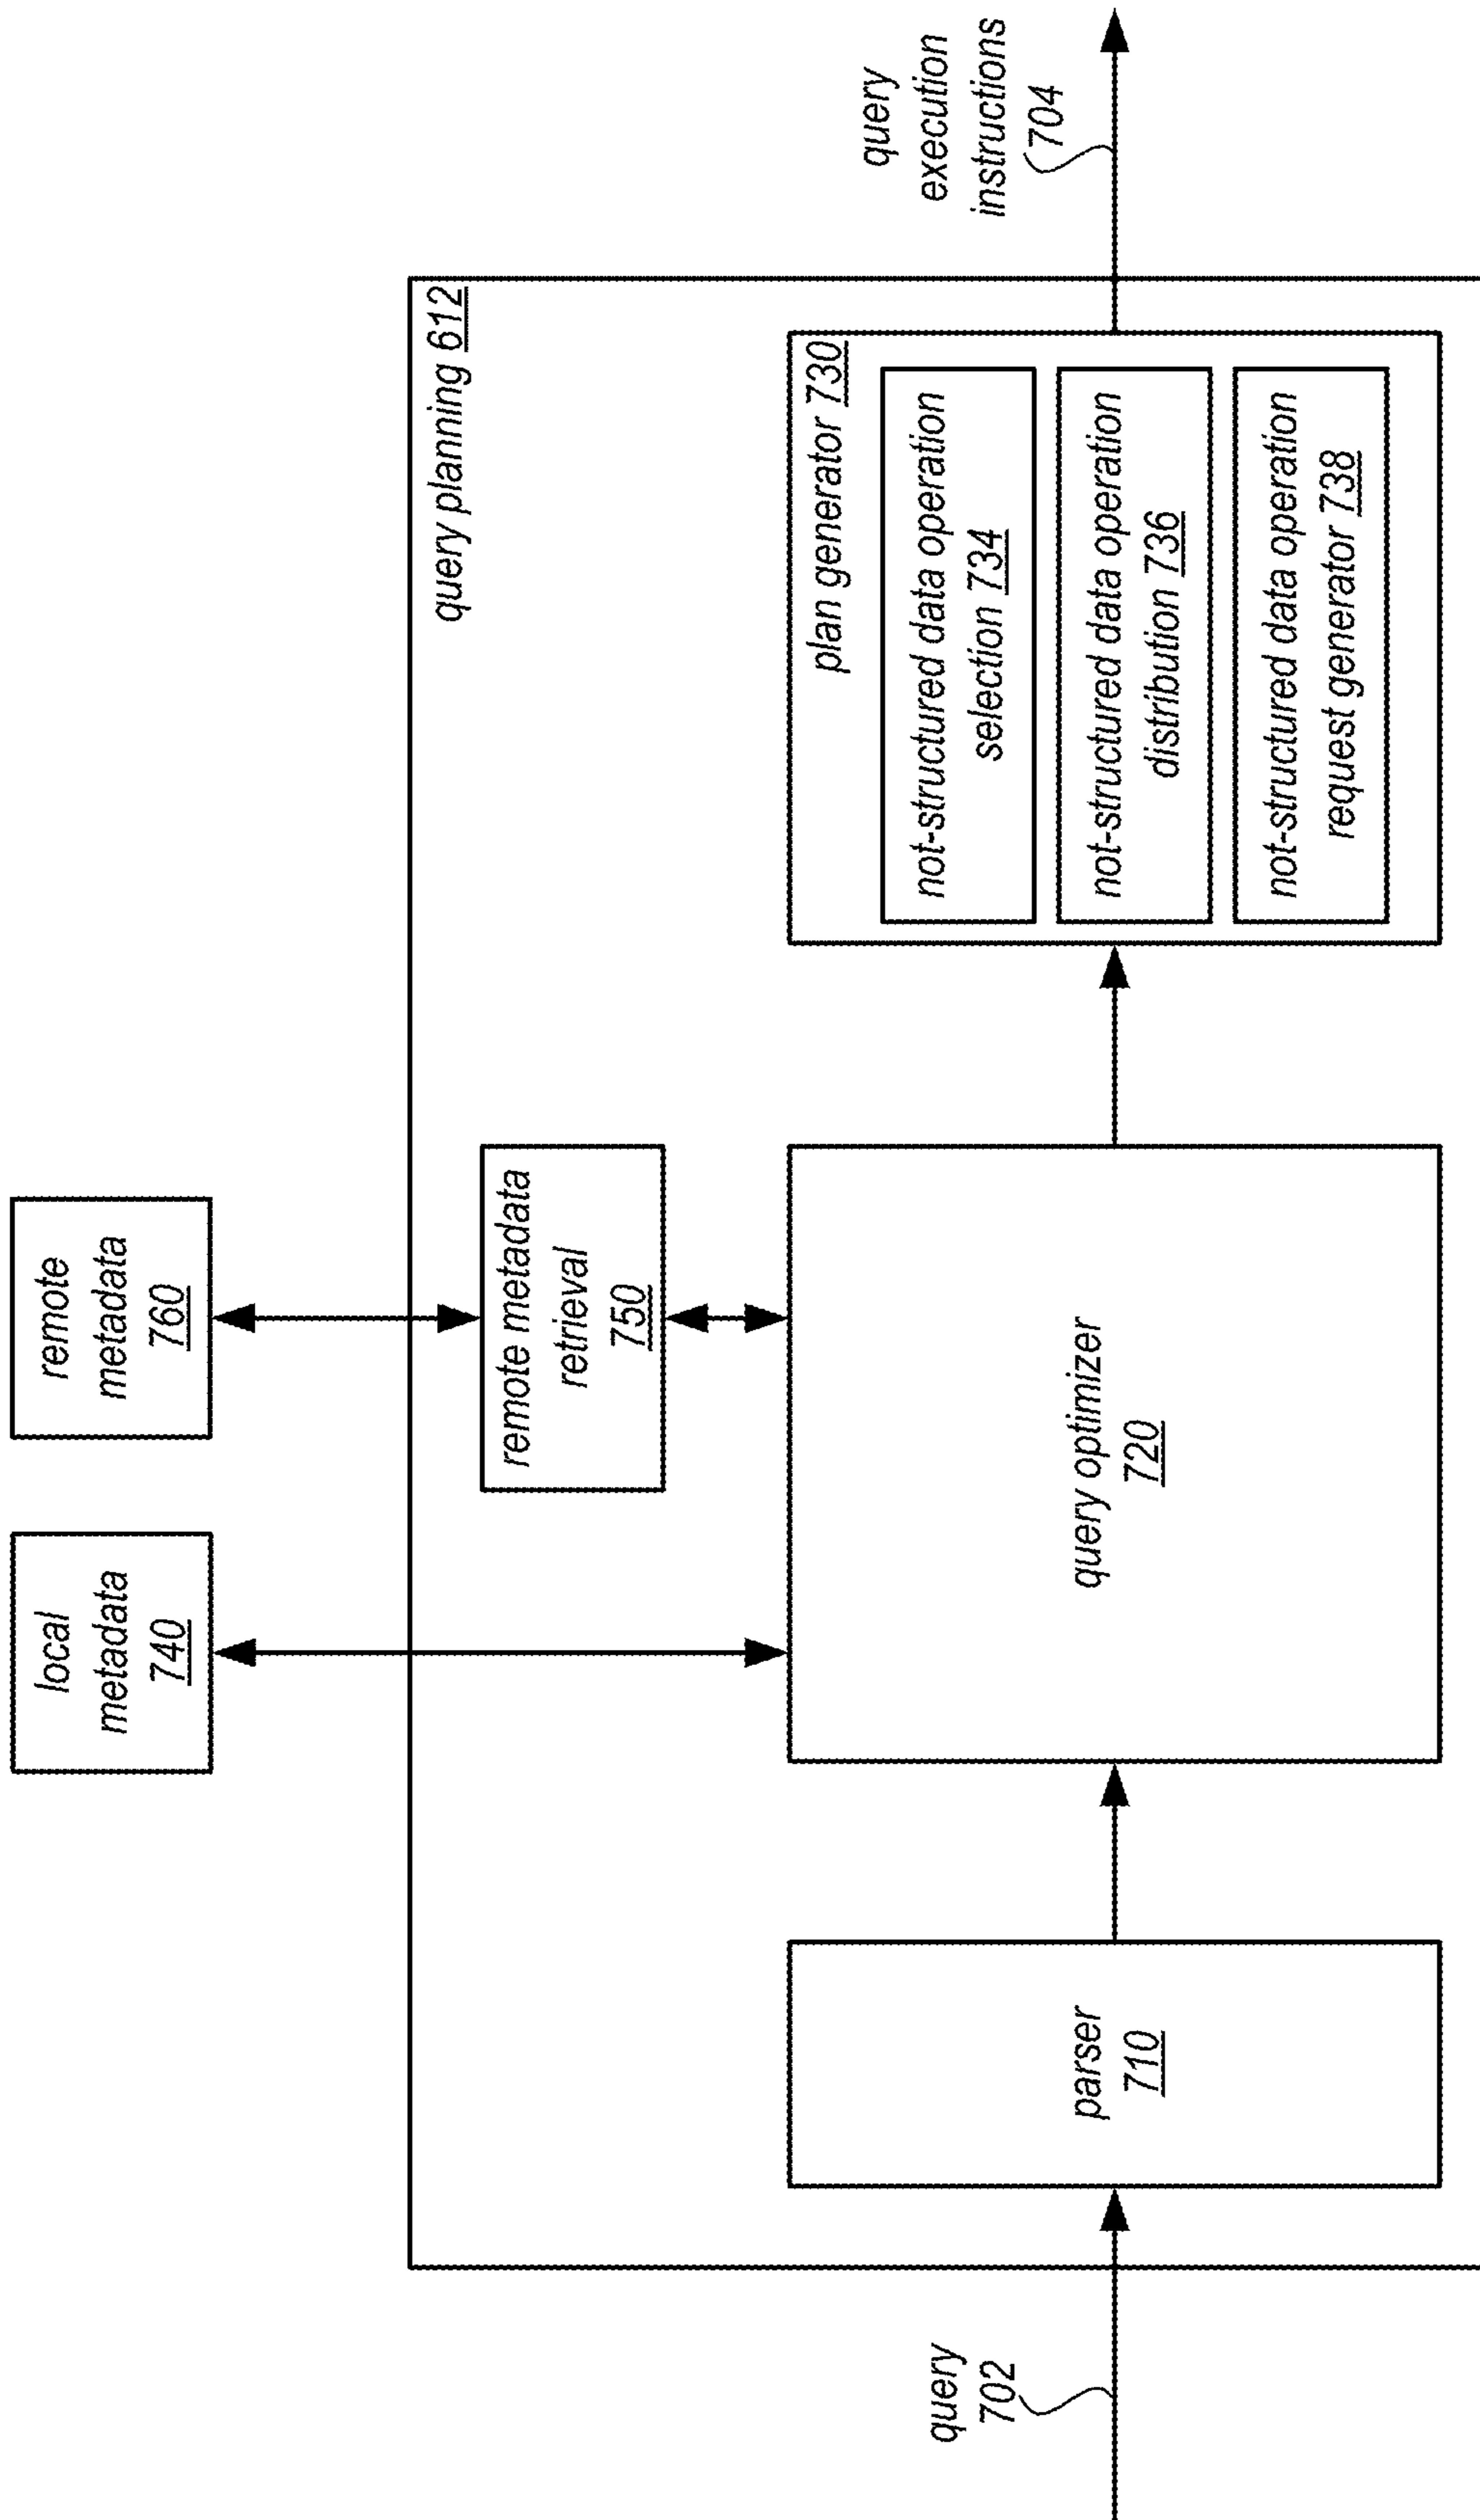 local
metadata
740
remote
metadata
760
query planning 612
remote metadata
retrieval
750
query
702
parser
710
query optimizer
720
plan generator 730
not-structured data operation
selection 734
not-structured data operation
distribution 736
not-structured data operation
request generator 738
query
execution
instructions
704